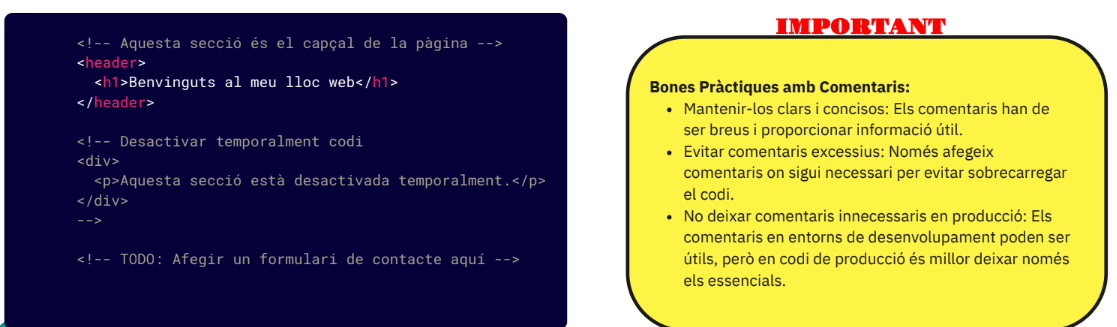 <!-- Aquesta secció és el capçal de la pàgina -->
<header>
<h1>Benvinguts al meu lloc web</h1>
</header>
<!-- Desactivar temporalment codi
<div>
<p>Aquesta secció està desactivada temporalment.</p>
</div>
-->
<!-- TODO: Afegir un formulari de contacte aquí -->
IMPORTANT
Bones Pràctiques amb Comentaris:
• Mantenir-los clars i concisos: Els comentaris han de
ser breus i proporcionar informació útil.
• Evitar comentaris excessius: Només afegeix
comentaris on sigui necessari per evitar sobrecarregar
el codi.
• No deixar comentaris innecessaris en producció: Els
comentaris en entorns de desenvolupament poden ser
útils, però en codi de producció és millor deixar només
els essencials.